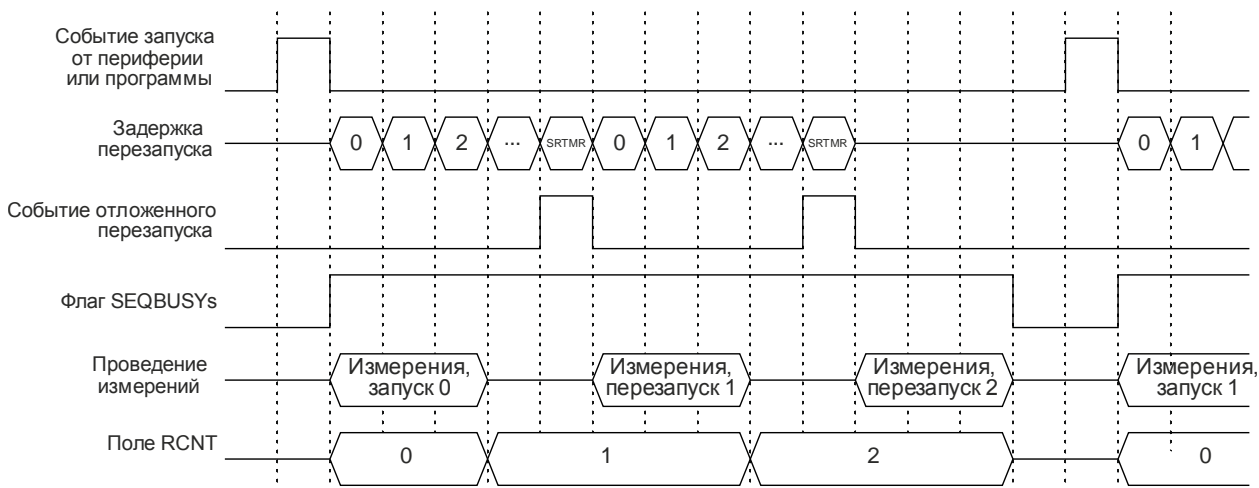 Событие запуска
от периферии
или программы
Задержка
перезапуска
0 1 2 ... SRTMR 0 1 2 ... SRTMR 0 1
Событие отложенного
перезапуска
Флаг SEQBUSYs
Проведение
измерений
Измерения,
запуск 0
Измерения,
перезапуск 1
Измерения,
перезапуск 2
Измерения,
запуск 1
Поле RCNT
0 1 2 0